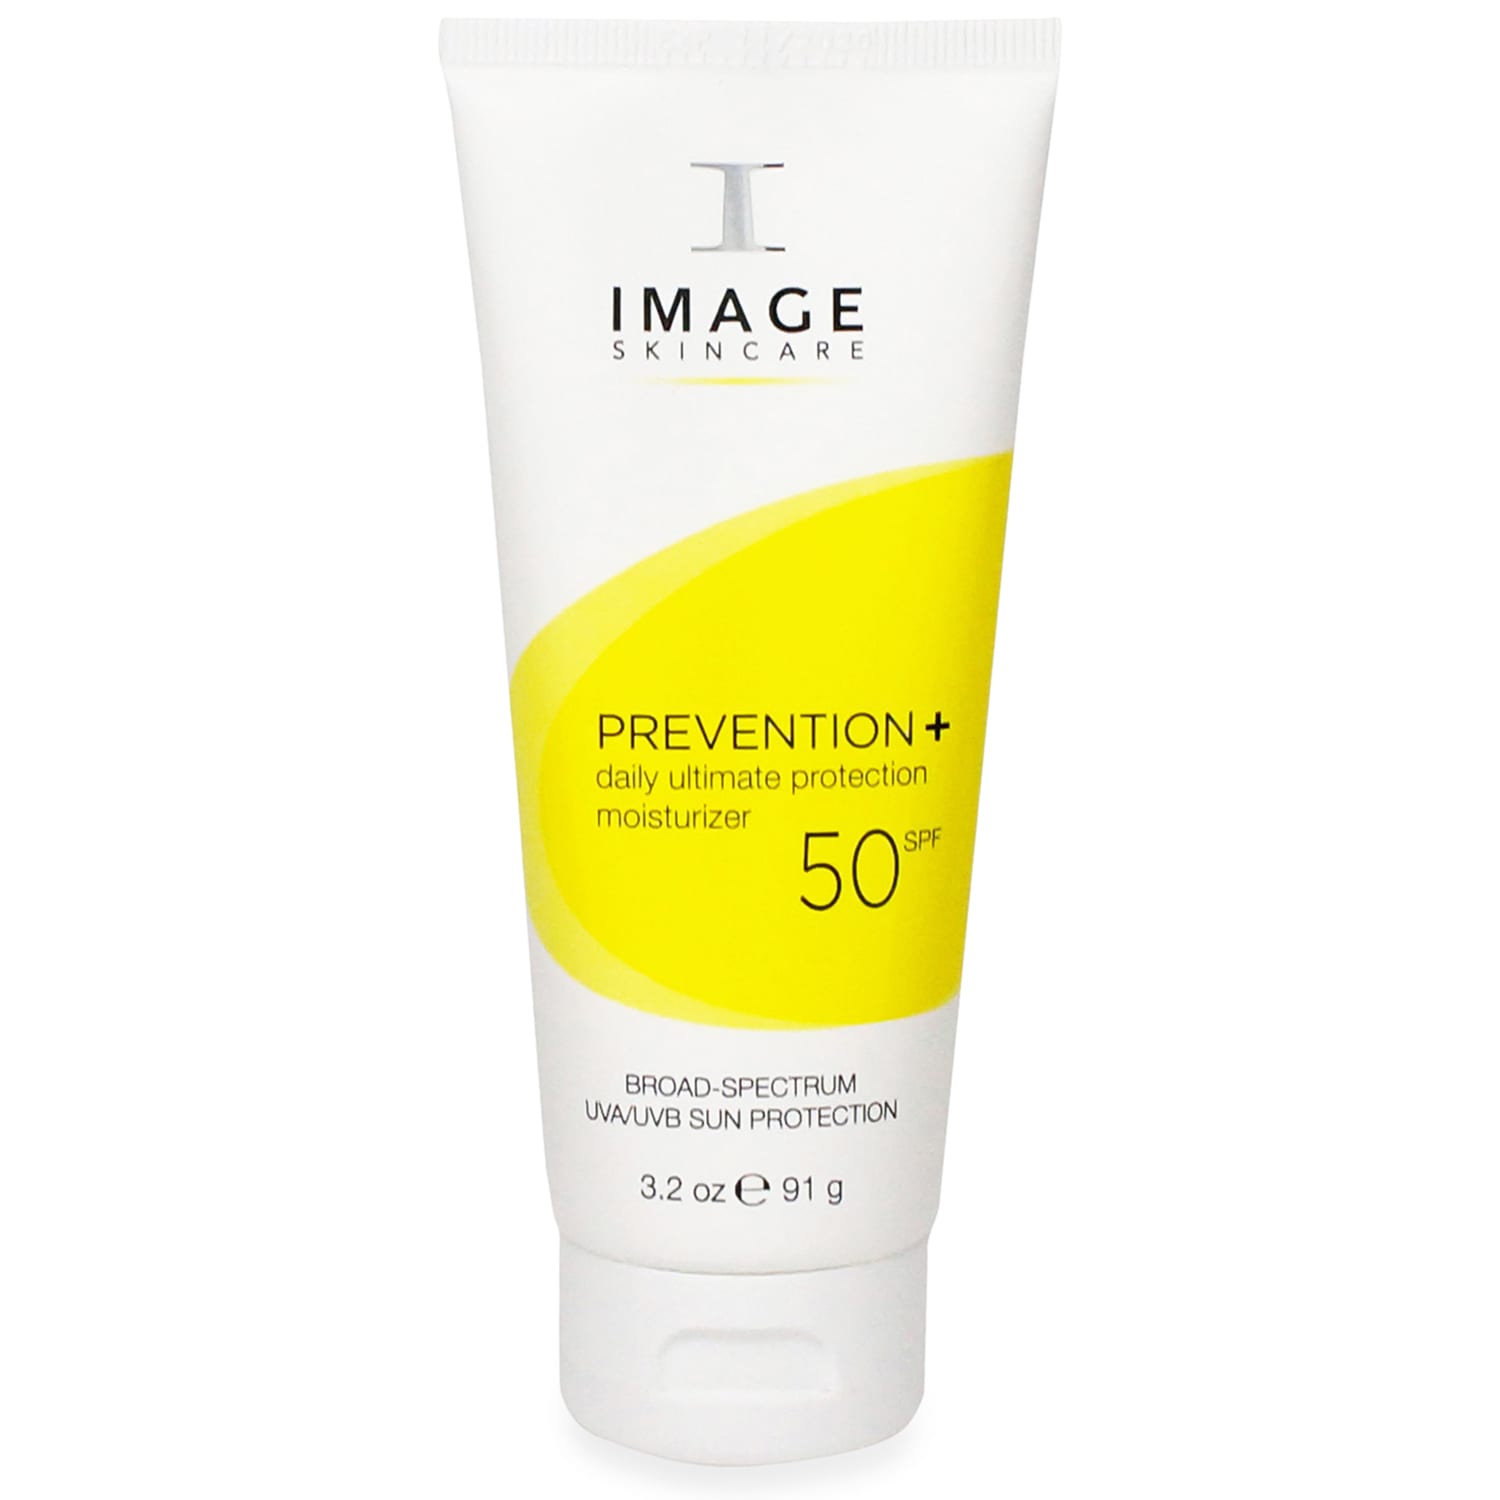 I
IMAGE
SKINCARE
PREVENTION+
daily ultimate protection
moisturizer
50 SPF
BROAD-SPECTRUM
UVA/UVB SUN PROTECTION
3.2 oz ℮ 91 g